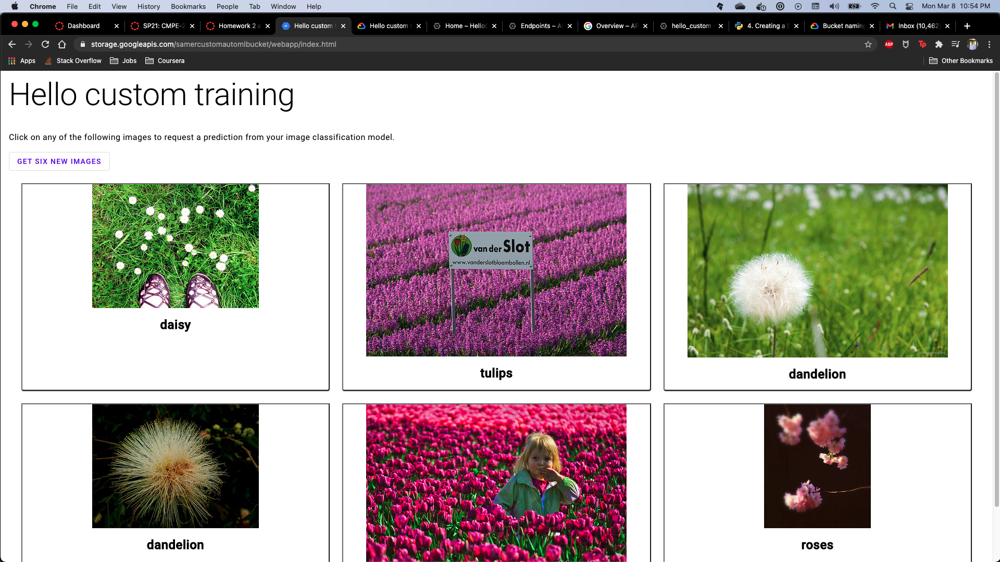 Chrome File Edit View History Bookmarks People Tab Window Help Mon Mar 8 10:54 PM
Dashboard SP21: CMPE-2 Homework 2 a Hello custom t Hello custom t Home – Hello Endpoints – A Overview – AP hello_custom 4. Creating a S Bucket naming Inbox (10,462
storage.googleapis.com/samercustomautomlbucket/webapp/index.html ABP Tp
Apps Stack Overflow Jobs Coursera Other Bookmarks
Hello custom training
Click on any of the following images to request a prediction from your image classification model.
GET SIX NEW IMAGES
van der Slot
www.vanderslotbloembollen.nl
emanuelespies
daisy
tulips
dandelion
dandelion
roses